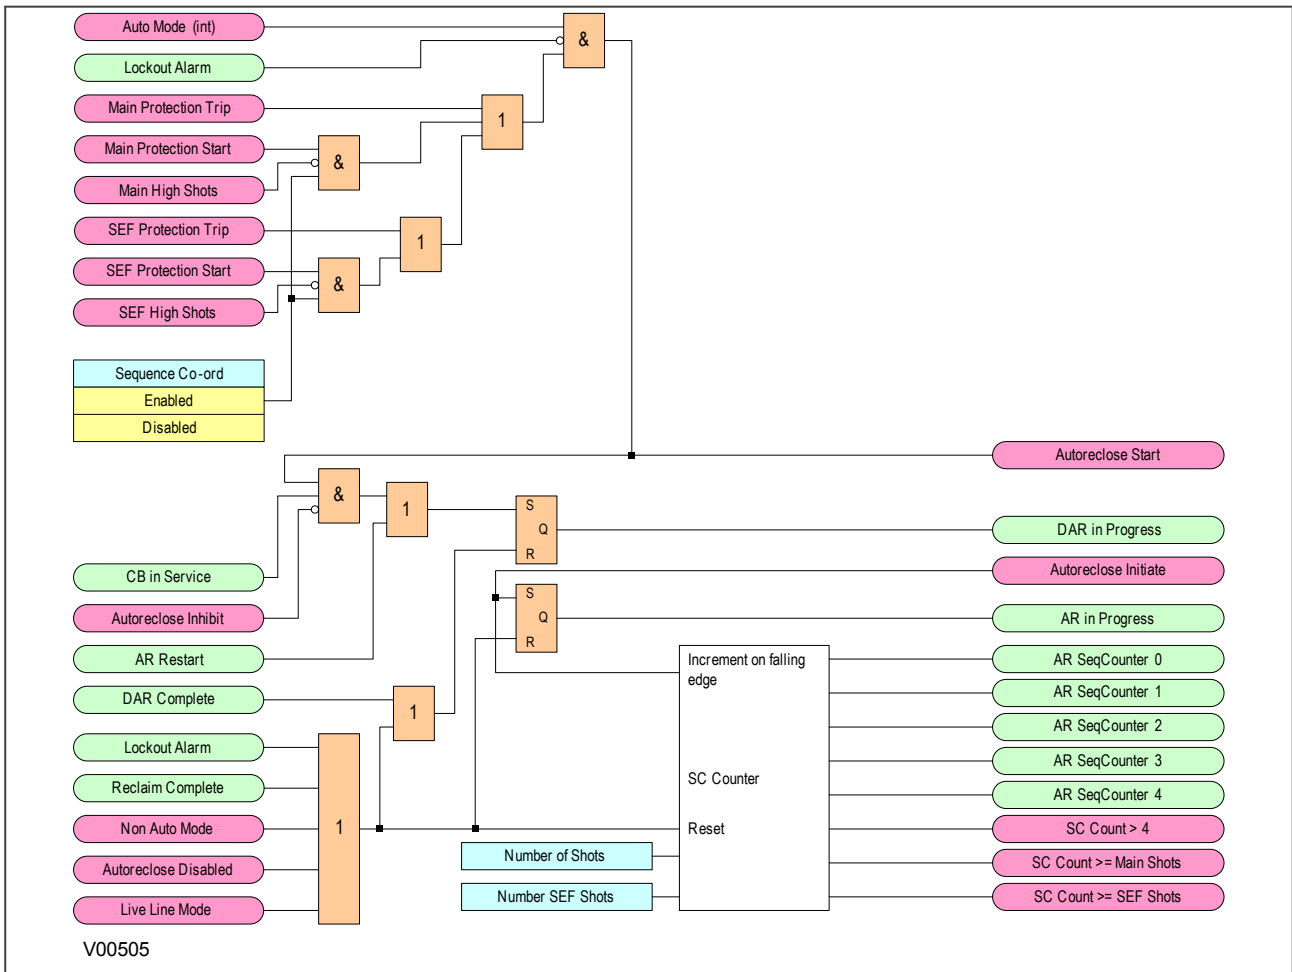 Auto Mode (int)
&
Lockout Alarm
Main Protection Trip
1
Main Protection Start
&
Main High Shots
SEF Protection Trip
1
SEF Protection Start
&
SEF High Shots
Sequence Co-ord
Enabled
Disabled
Autoreclose Start
&
1
S
Q
R
DAR in Progress
CB in Service
Autoreclose Initiate
S
Q
R
Autoreclose Inhibit
AR in Progress
AR Restart
Increment on falling
edge
AR SeqCounter 0
DAR Complete
1
AR SeqCounter 1
AR SeqCounter 2
Lockout Alarm
AR SeqCounter 3
Reclaim Complete
SC Counter
AR SeqCounter 4
Non Auto Mode
1
Reset
SC Count > 4
Number of Shots
SC Count >= Main Shots
Autoreclose Disabled
Number SEF Shots
SC Count >= SEF Shots
Live Line Mode
V00505